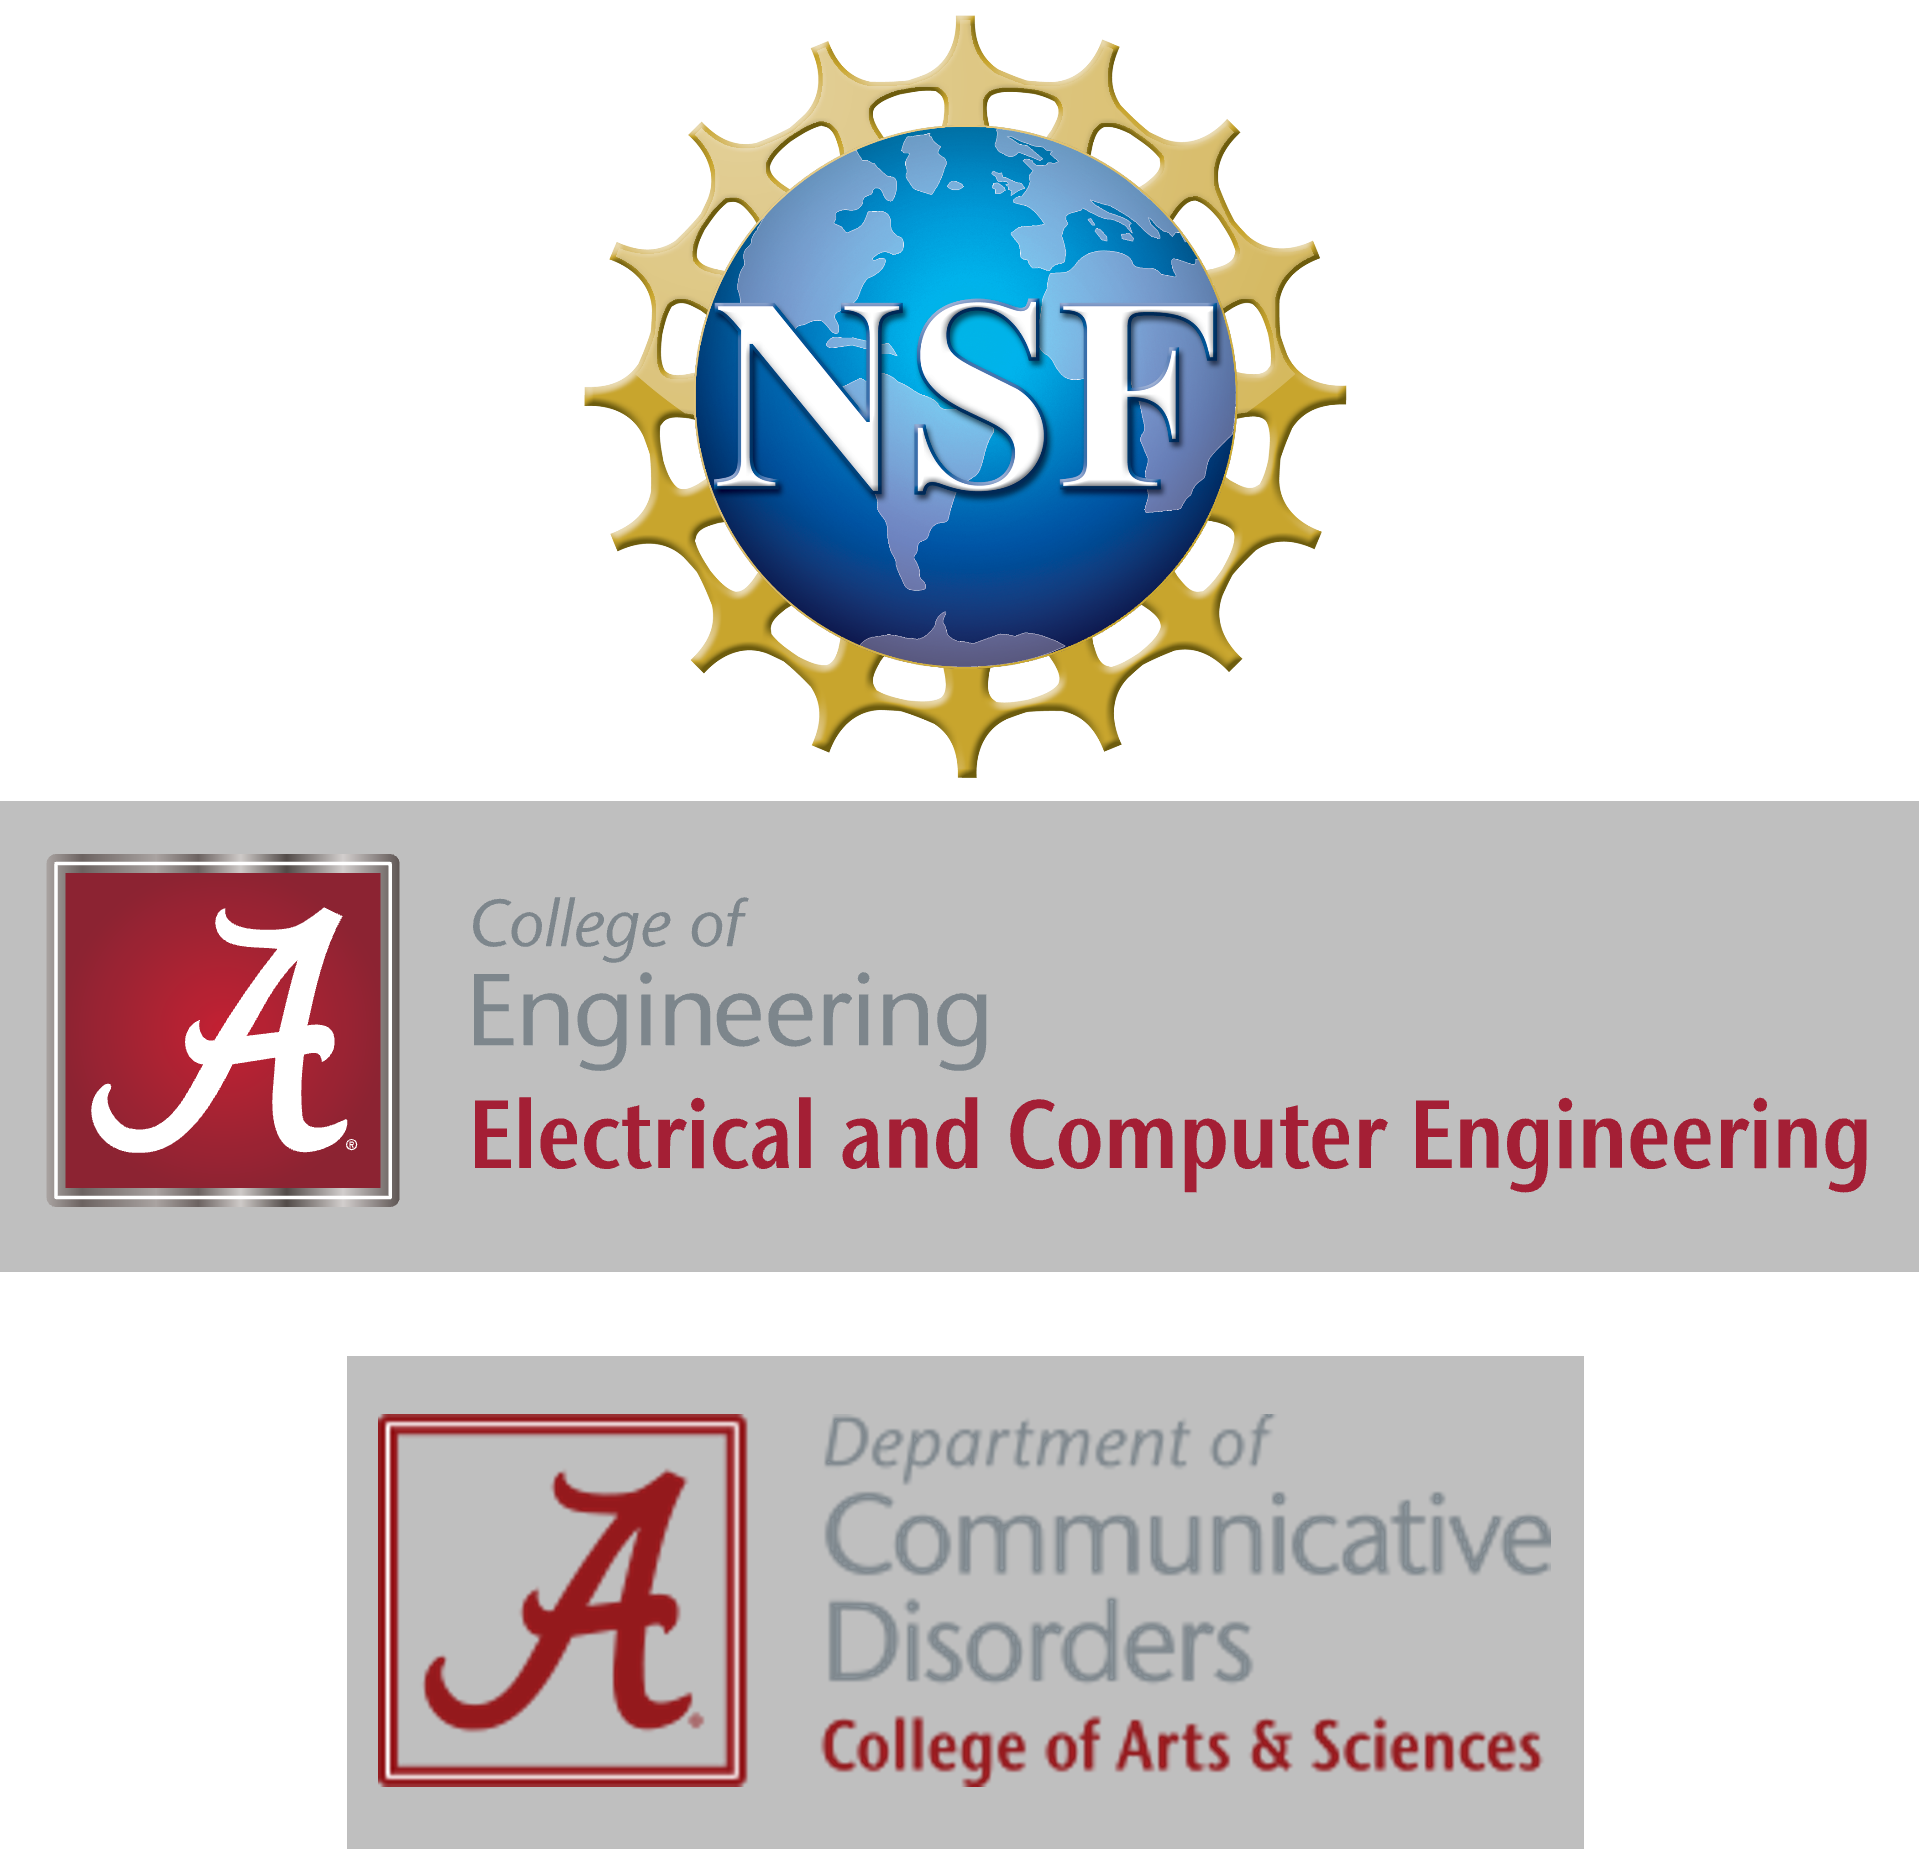 NSF
A®
College of
Engineering
Electrical and Computer Engineering
A
Department of
Communicative
Disorders
College of Arts & Sciences